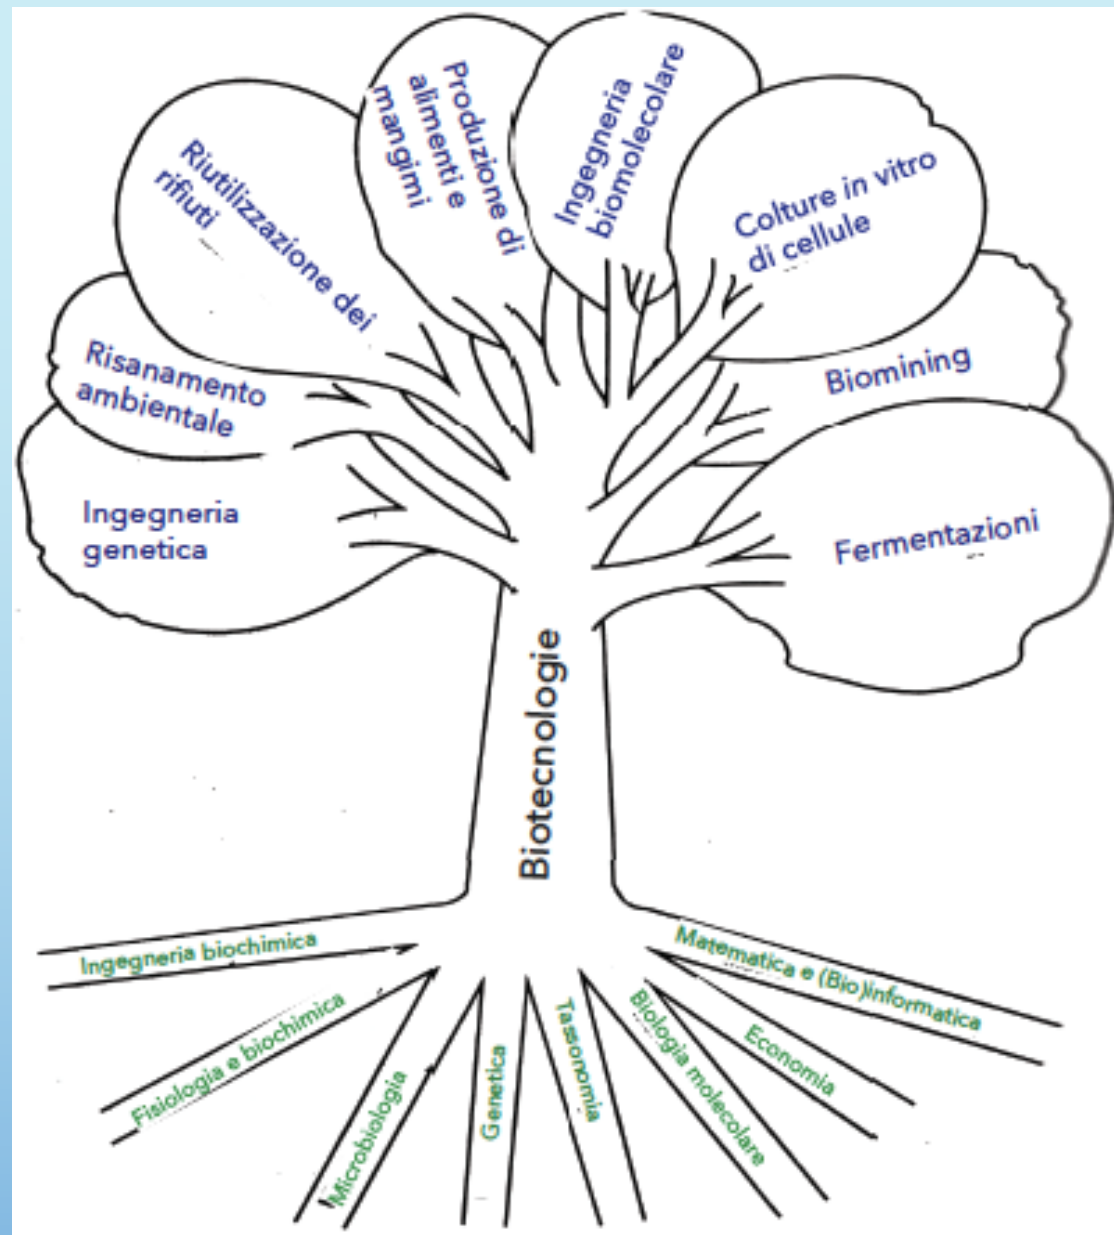 Produzione di
alimenti e
mangimi
Ingegneria
biomolecolare
Riutilizzazione dei
rifiuti
Colture in vitro
di cellule
Risanamento
ambientale
Biomining
Ingegneria
genetica
Fermentazioni
Biotecnologie
Ingegneria biochimica
Fisiologia e biochimica
Microbiologia
Genetica
Tassonomia
Biologia molecolare
Economia
Matematica e (Bio)informatica